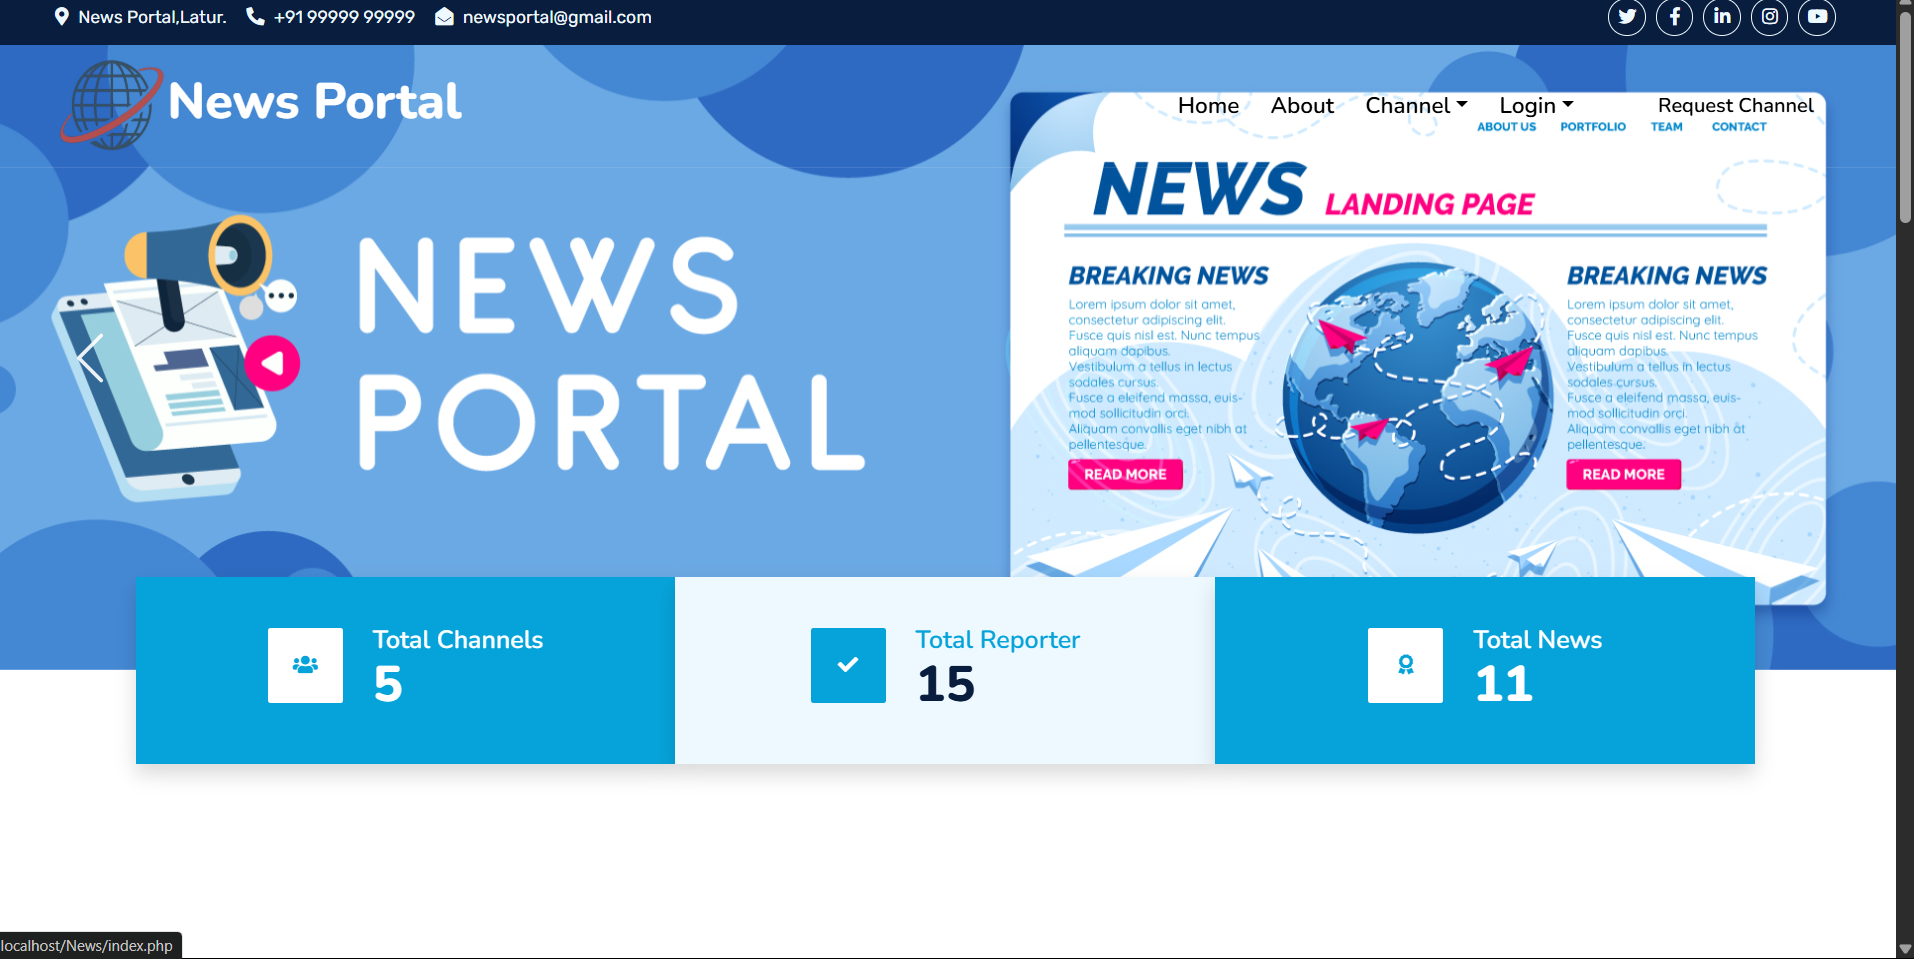 News Portal,Latur. +91 99999 99999 newsportal@gmail.com
News Portal
Home About Channel Login Request Channel
ABOUT US PORTFOLIO TEAM CONTACT
NEWS LANDING PAGE
NEWS
PORTAL
BREAKING NEWS
Lorem ipsum dolor sit amet,
consectetur adipiscing elit.
Fusce quis nisl est. Nunc tempus
aliquam dapibus.
Vestibulum a tellus in lectus
sodales cursus.
Fusce a eleifend massa, euis-
mod sollicitudin orci.
Aliquam convallis eget nibh at
pellentesque.
READ MORE
BREAKING NEWS
Lorem ipsum dolor sit amet,
consectetur adipiscing elit.
Fusce quis nisl est. Nunc tempus
aliquam dapibus.
Vestibulum a tellus in lectus
sodales cursus.
Fusce a eleifend massa, euis-
mod sollicitudin orci.
Aliquam convallis eget nibh at
pellentesque.
READ MORE
Total Channels
5
Total Reporter
15
Total News
11
localhost/News/index.php